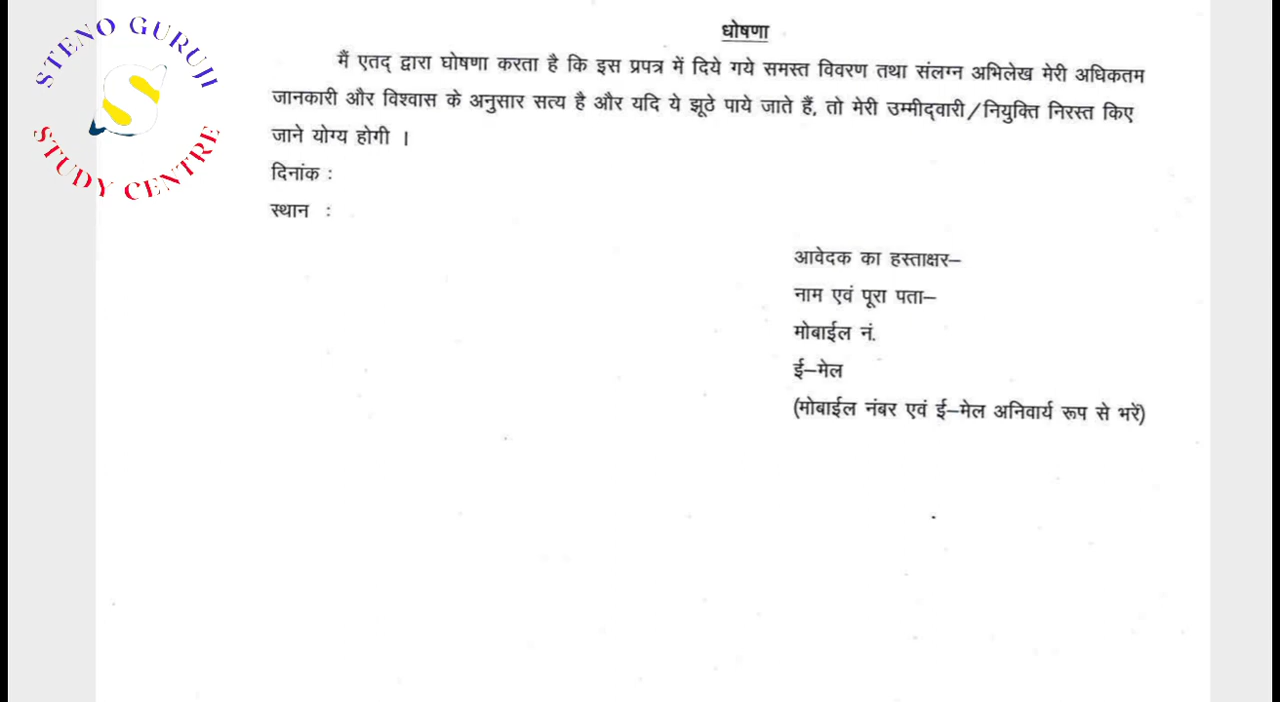 STENO GURUJI
STUDY CENTRE
घोषणा
मैं एतद् द्वारा घोषणा करता है कि इस प्रपत्र में दिये गये समस्त विवरण तथा संलग्न अभिलेख मेरी अधिकतम
जानकारी और विश्वास के अनुसार सत्य है और यदि ये झूठे पाये जाते हैं, तो मेरी उम्मीद्वारी/नियुक्ति निरस्त किए
जाने योग्य होगी ।
दिनांक :
स्थान :
आवेदक का हस्ताक्षर–
नाम एवं पूरा पता–
मोबाईल नं.
ई–मेल
(मोबाईल नंबर एवं ई–मेल अनिवार्य रूप से भरें)